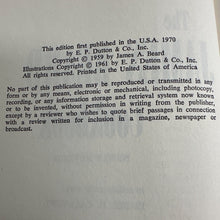 This edition first published in the U.S.A. 1970
by E. P. Dutton & Co., Inc.
Copyright © 1959 by James A. Beard
Illustrations Copyright © 1961 by E. P. Dutton & Co., Inc.
All rights reserved. Printed in the United States of America
No part of this publication may be reproduced or transmitted in any
form or by any means, electronic or mechanical, including photocopy,
recording, or any information storage and retrieval system now known
or to be invented, without permission in writing from the publisher,
except by a reviewer who wishes to quote brief passages in connection
with a review written for inclusion in a magazine, newspaper or
broadcast.